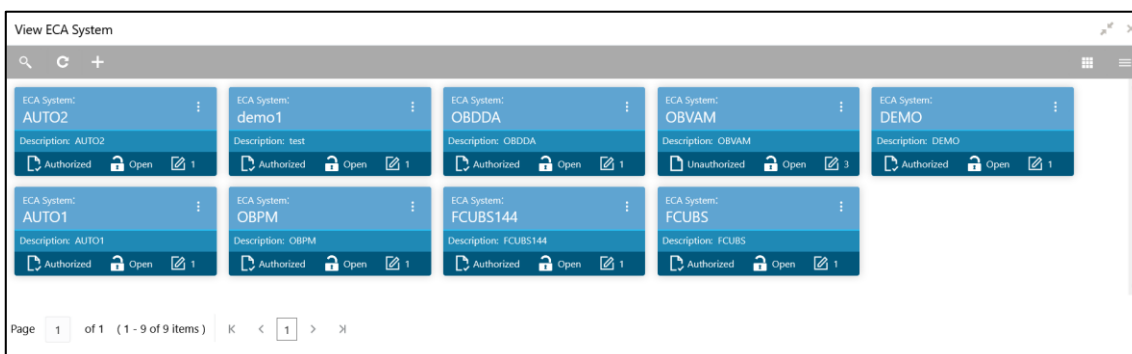 View ECA System
ECA System: ECA System: ECA System: ECA System: ECA System:
AUTO2 demo1 OBDDA OBVAM DEMO
Description: AUTO2 Description: test Description: OBDDA Description: OBVAM Description: DEMO
Authorized Open 1 Authorized Open 1 Authorized Open 1 Unauthorized Open 3 Authorized Open 1
ECA System: ECA System: ECA System: ECA System:
AUTO1 OBPM FCUBS144 FCUBS
Description: AUTO1 Description: OBPM Description: FCUBS144 Description: FCUBS
Authorized Open 1 Authorized Open 1 Authorized Open 1 Authorized Open 1
Page 1 of 1 (1 - 9 of 9 items) 1